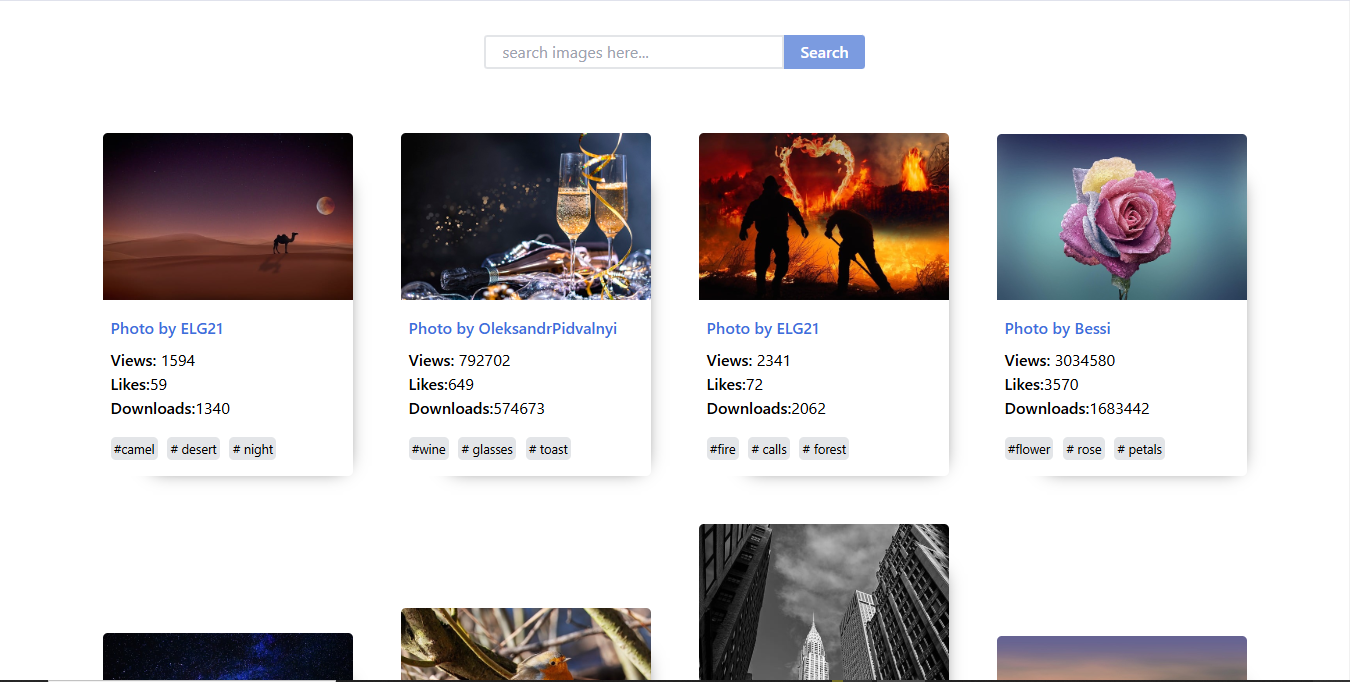 search images here...
Search
Photo by ELG21
Views: 1594
Likes:59
Downloads:1340
#camel # desert # night
Photo by OleksandrPidvalnyi
Views: 792702
Likes:649
Downloads:574673
#wine # glasses # toast
Photo by ELG21
Views: 2341
Likes:72
Downloads:2062
#fire # calls # forest
Photo by Bessi
Views: 3034580
Likes:3570
Downloads:1683442
#flower # rose # petals